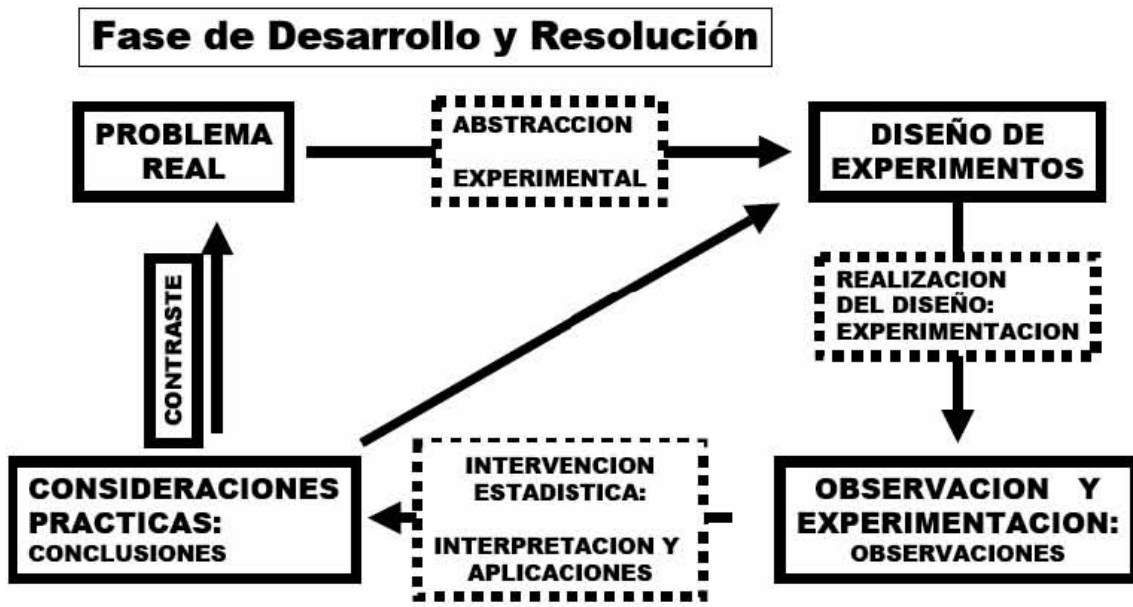 Fase de Desarrollo y Resolución
PROBLEMA
REAL
ABSTRACCION
EXPERIMENTAL
DISEÑO DE
EXPERIMENTOS
REALIZACION
DEL DISEÑO:
EXPERIMENTACION
CONTRASTE
CONSIDERACIONES
PRACTICAS:
CONCLUSIONES
INTERVENCION
ESTADISTICA:
INTERPRETACION Y
APLICACIONES
OBSERVACION Y
EXPERIMENTACION:
OBSERVACIONES